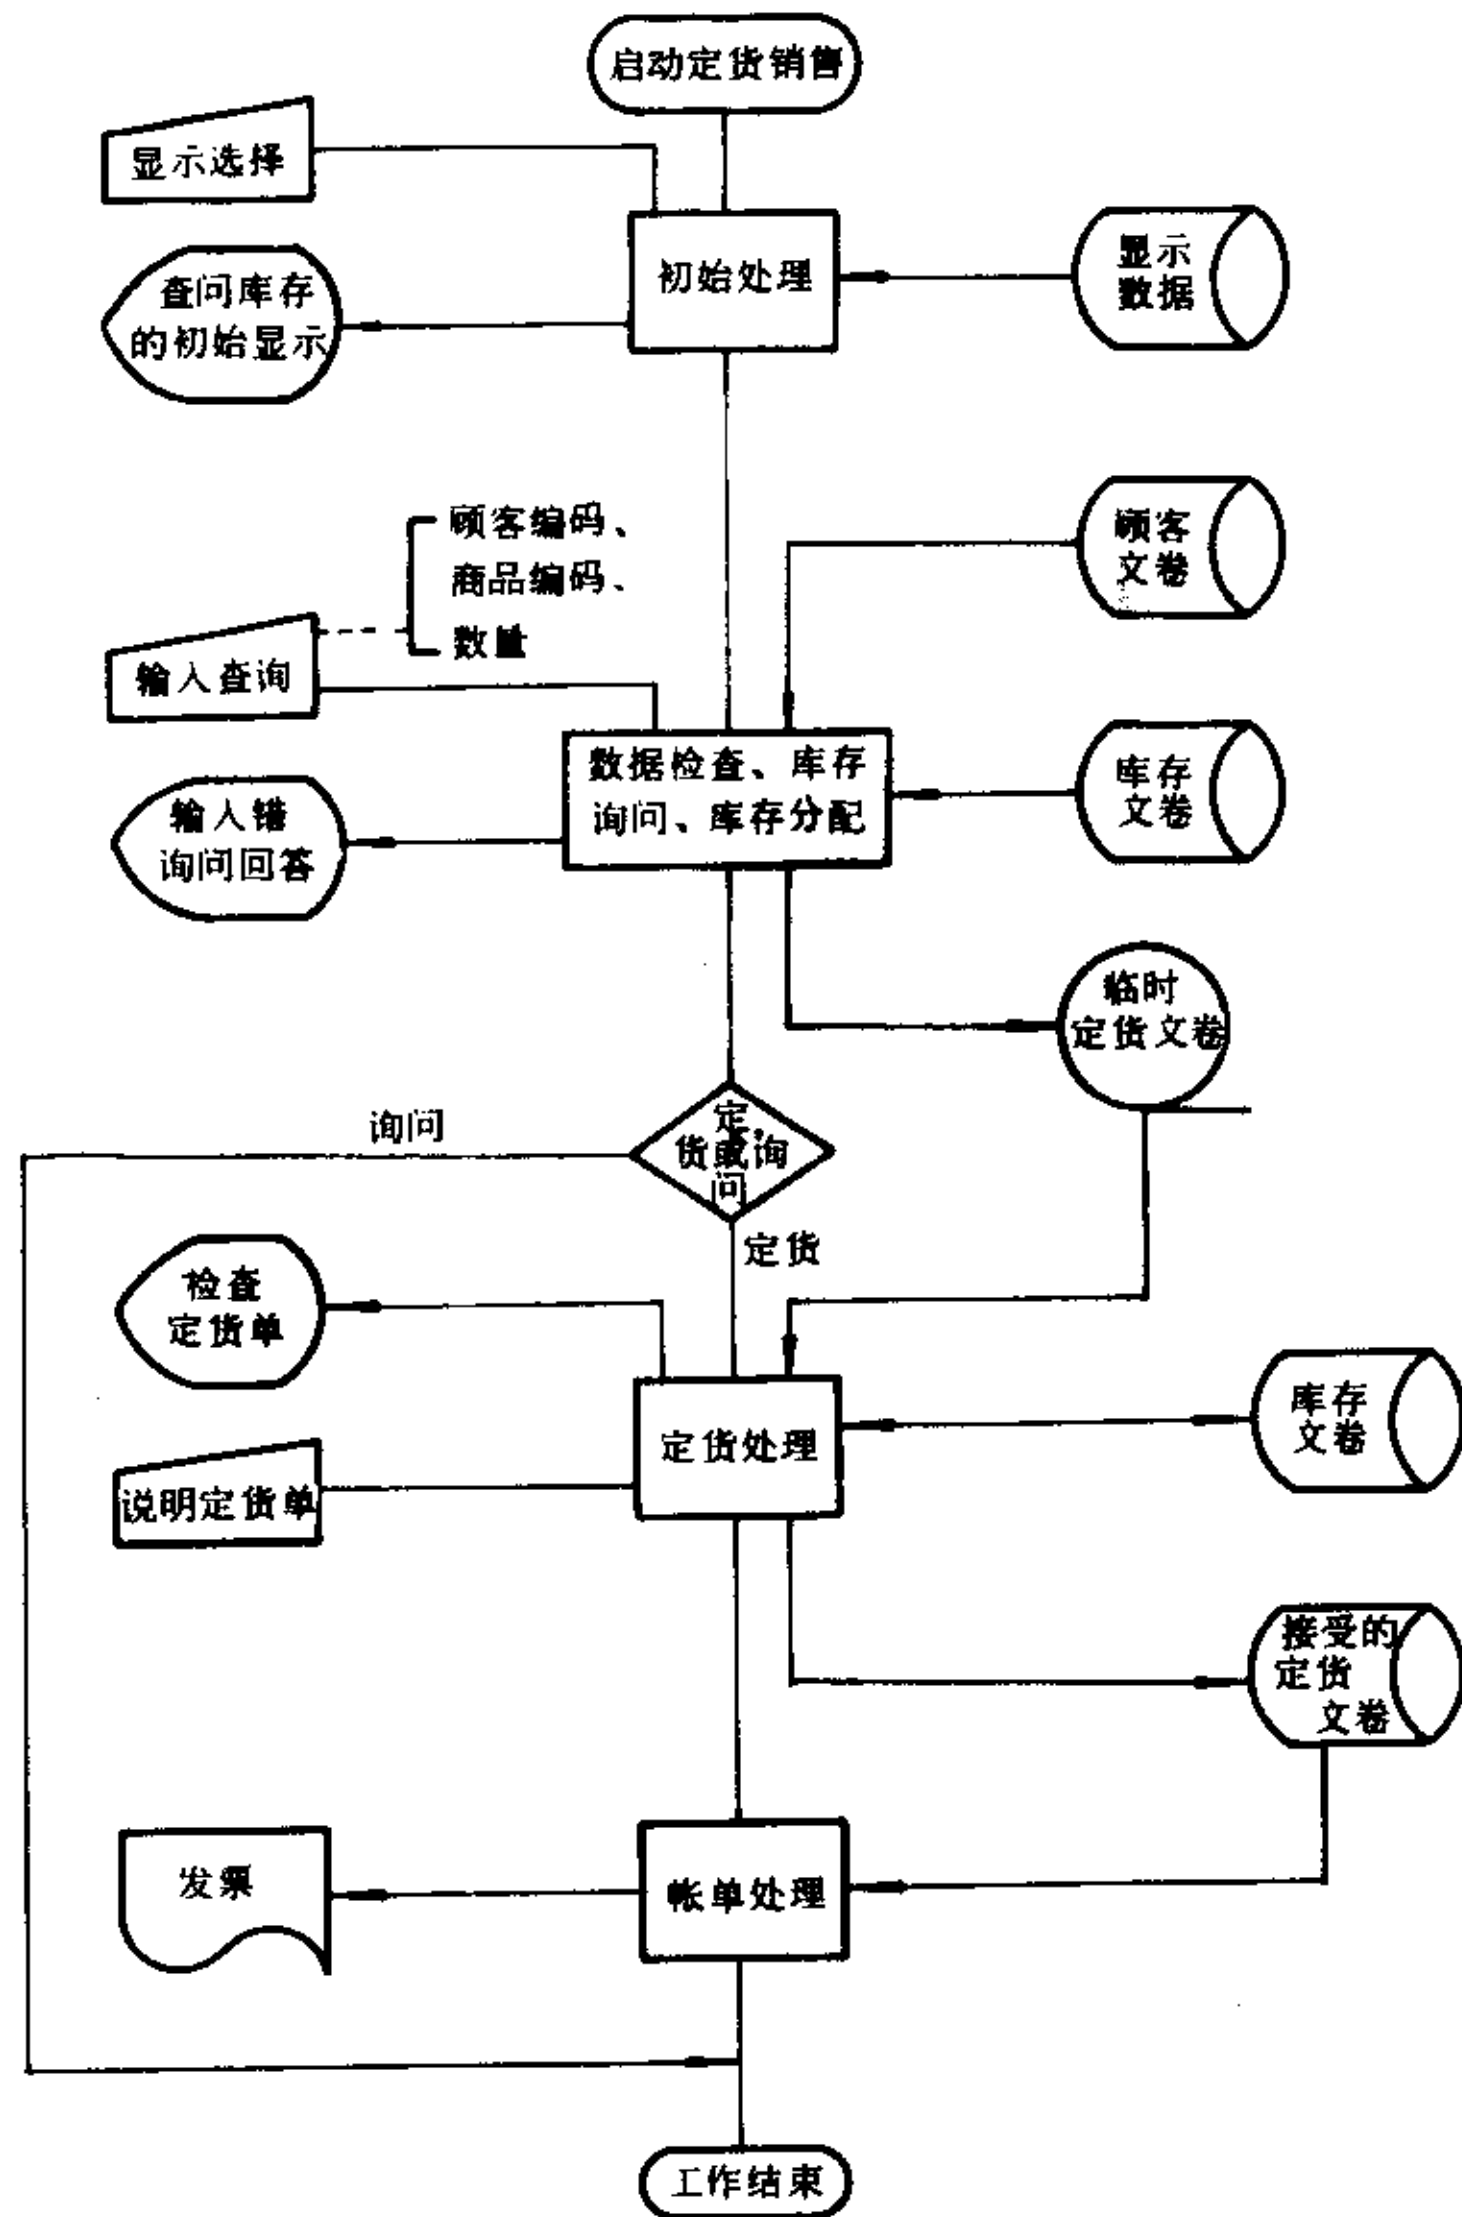 启动定货销售
显示选择
初始处理
显示
数据
查问库存
的初始显示
顾客编码、
商品编码、
数量
顾客
文卷
输入查询
数据检查、库存
询问、库存分配
库存
文卷
输入错
询问回答
临时
定货文卷
询问
定
货或询
问
定货
检查
定货单
定货处理
库存
文卷
说明定货单
接受的
定货
文卷
发票
帐单处理
工作结束